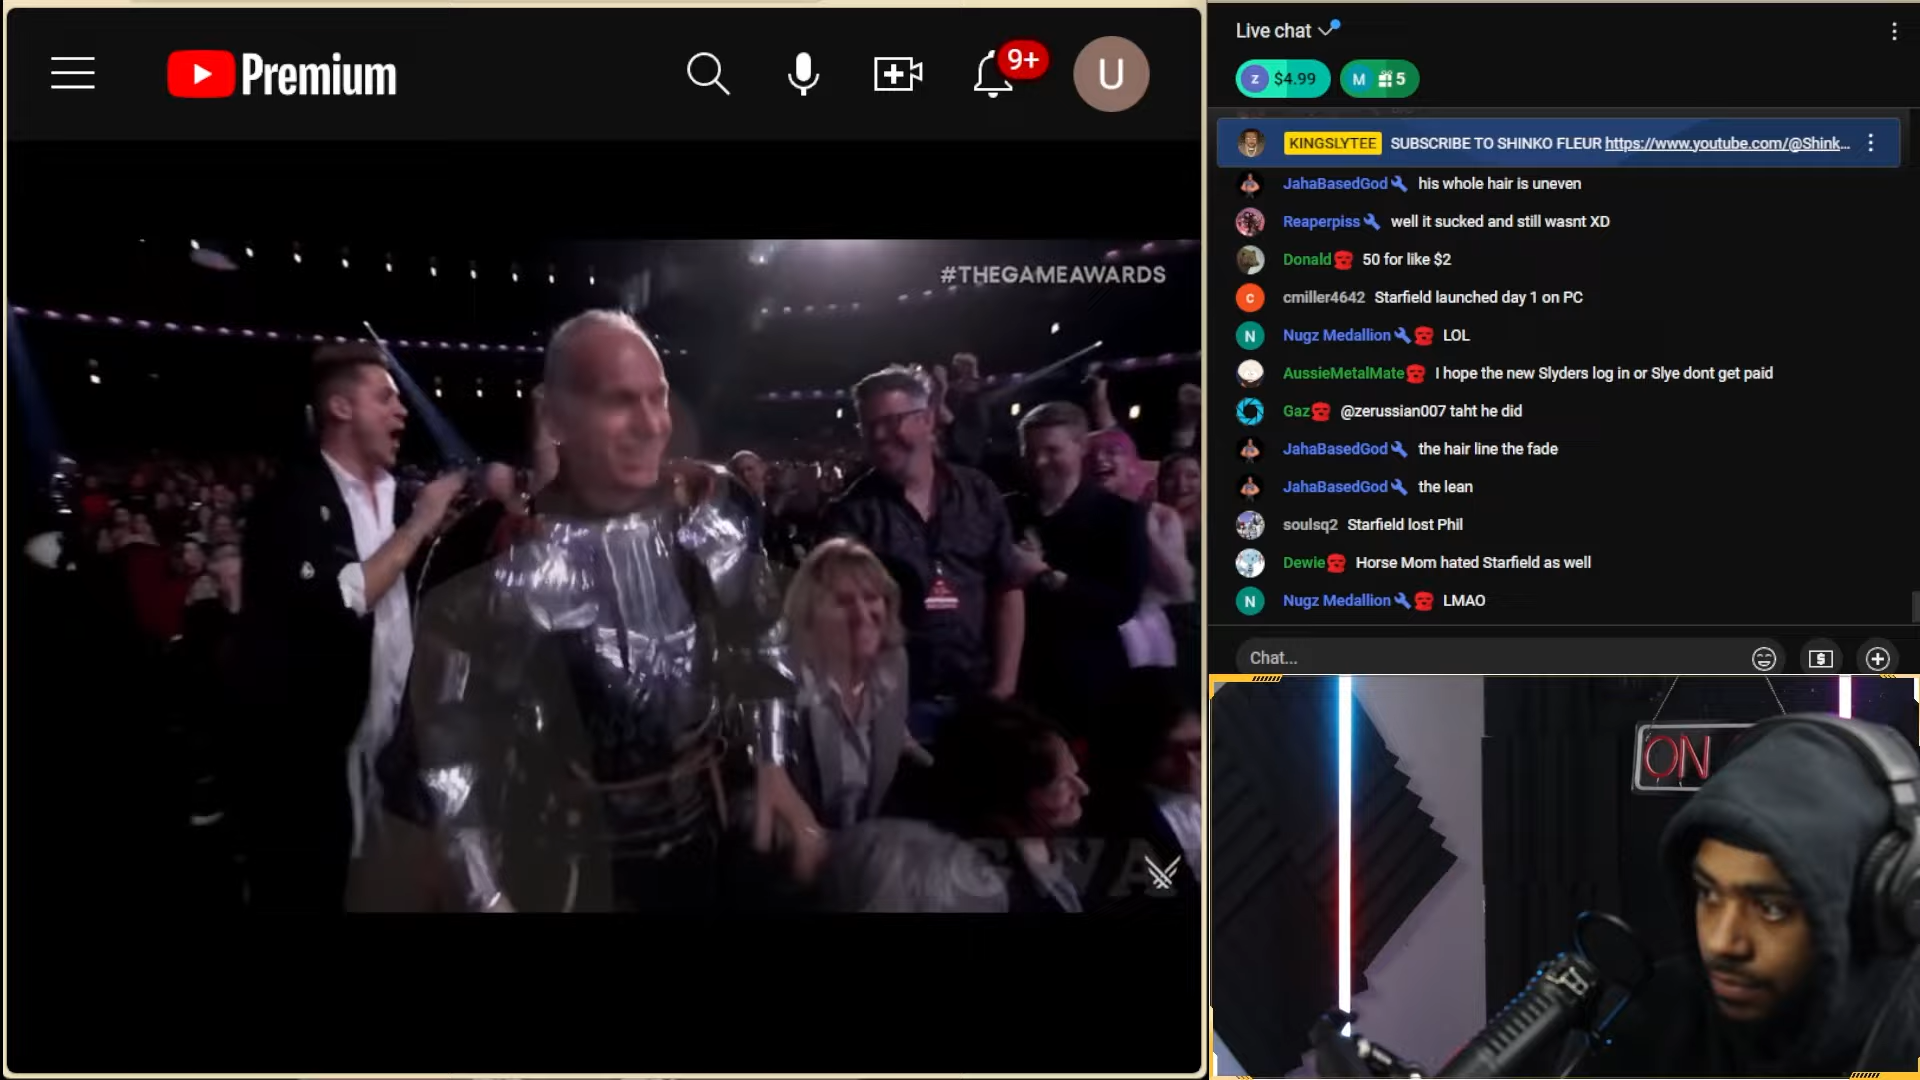 Premium
9+
U
#THEGAMEAWARDS
Live chat
z $4.99 M 5
KINGSLYTEE SUBSCRIBE TO SHINKO FLEUR https://www.youtube.com/@Shink...
JahaBasedGod his whole hair is uneven
Reaperpiss well it sucked and still wasnt XD
Donald 50 for like $2
c cmiller4642 Starfield launched day 1 on PC
N Nugz Medallion LOL
AussieMetalMate I hope the new Slyders log in or Slye dont get paid
Gaz @zerussian007 taht he did
JahaBasedGod the hair line the fade
JahaBasedGod the lean
soulsq2 Starfield lost Phil
Dewie Horse Mom hated Starfield as well
N Nugz Medallion LMAO
Chat...
ON